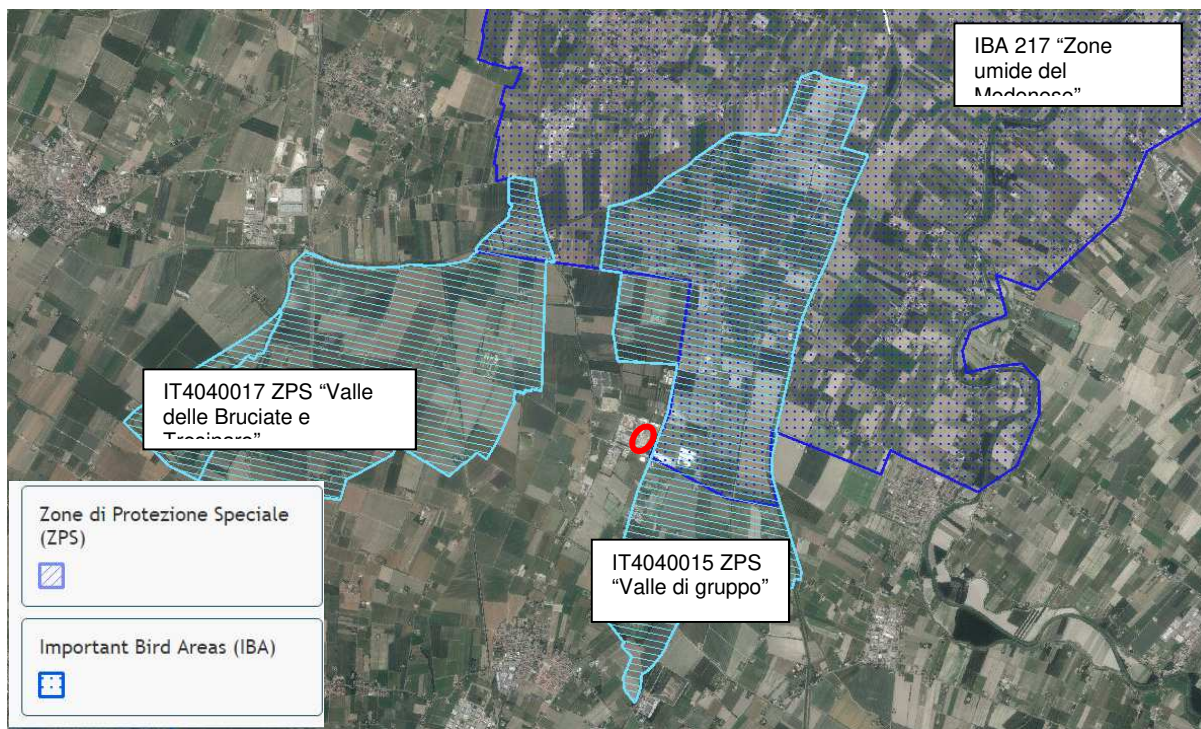 IBA 217 “Zone
umide del
IT4040017 ZPS “Valle
delle Bruciate e
IT4040015 ZPS
“Valle di gruppo”
Zone di Protezione Speciale
(ZPS)
Important Bird Areas (IBA)